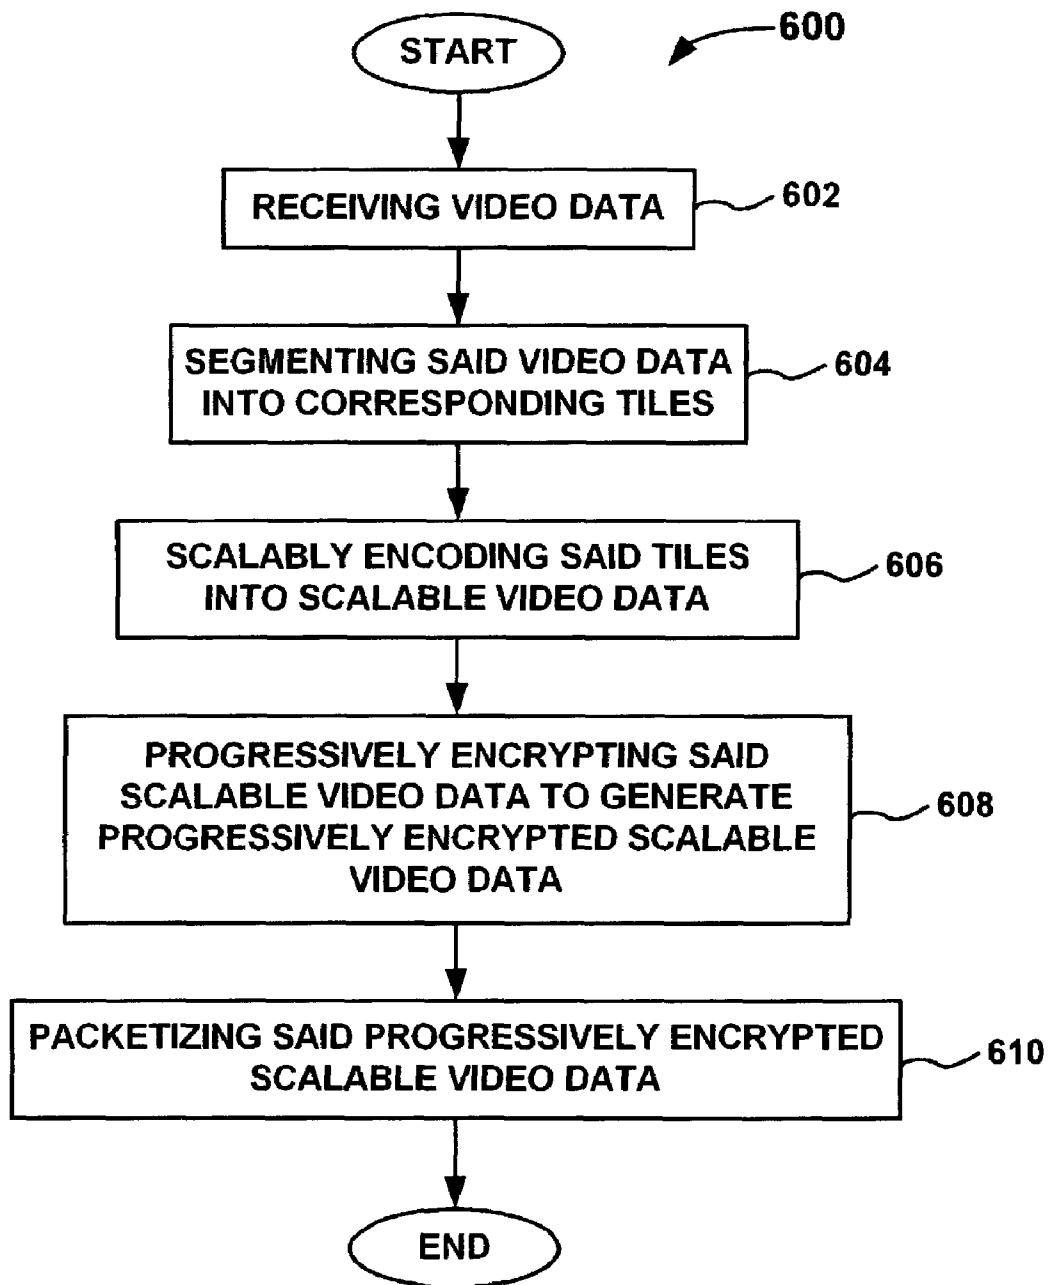 START
600
RECEIVING VIDEO DATA
602
SEGMENTING SAID VIDEO DATA
INTO CORRESPONDING TILES
604
SCALABLY ENCODING SAID TILES
INTO SCALABLE VIDEO DATA
606
PROGRESSIVELY ENCRYPTING SAID
SCALABLE VIDEO DATA TO GENERATE
PROGRESSIVELY ENCRYPTED SCALABLE
VIDEO DATA
608
PACKETIZING SAID PROGRESSIVELY ENCRYPTED
SCALABLE VIDEO DATA
610
END